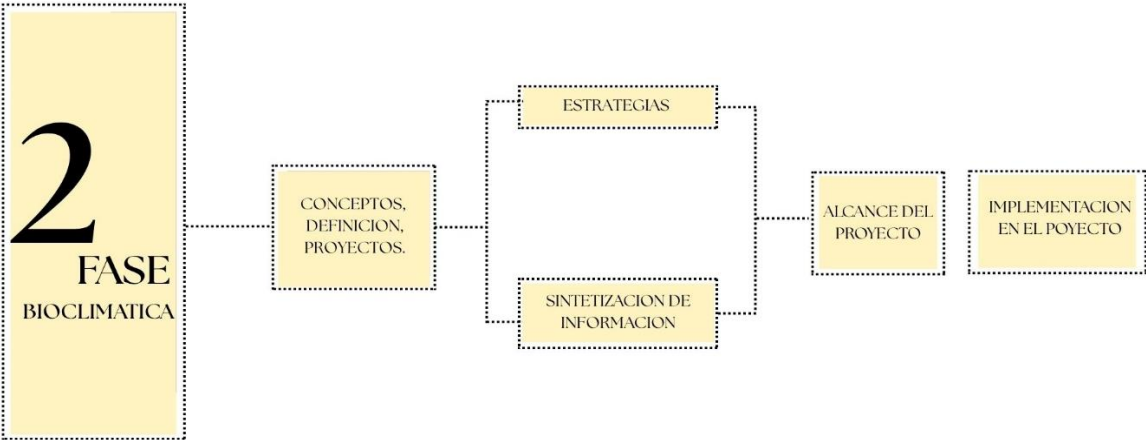 2
FASE
BIOCLIMATICA
CONCEPTOS,
DEFINICION,
PROYECTOS.
ESTRATEGIAS
SINTETIZACION DE
INFORMACION
ALCANCE DEL
PROYECTO
IMPLEMENTACION
EN EL POYECTO